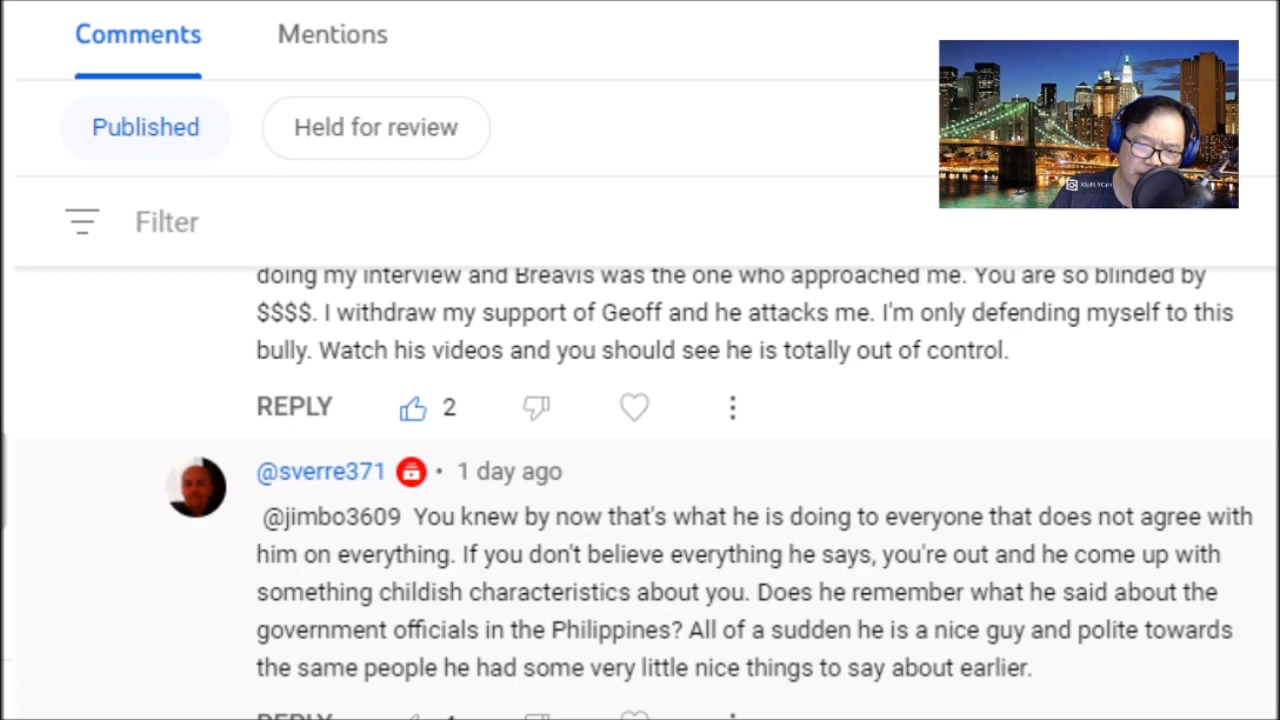 Comments Mentions
Published Held for review
Filter
doing my interview and Breavis was the one who approached me. You are so blinded by
$$$$. I withdraw my support of Geoff and he attacks me. I'm only defending myself to this
bully. Watch his videos and you should see he is totally out of control.
REPLY 2
@sverre371 • 1 day ago
@jimbo3609 You knew by now that's what he is doing to everyone that does not agree with
him on everything. If you don't believe everything he says, you're out and he come up with
something childish characteristics about you. Does he remember what he said about the
government officials in the Philippines? All of a sudden he is a nice guy and polite towards
the same people he had some very little nice things to say about earlier.
REPLY